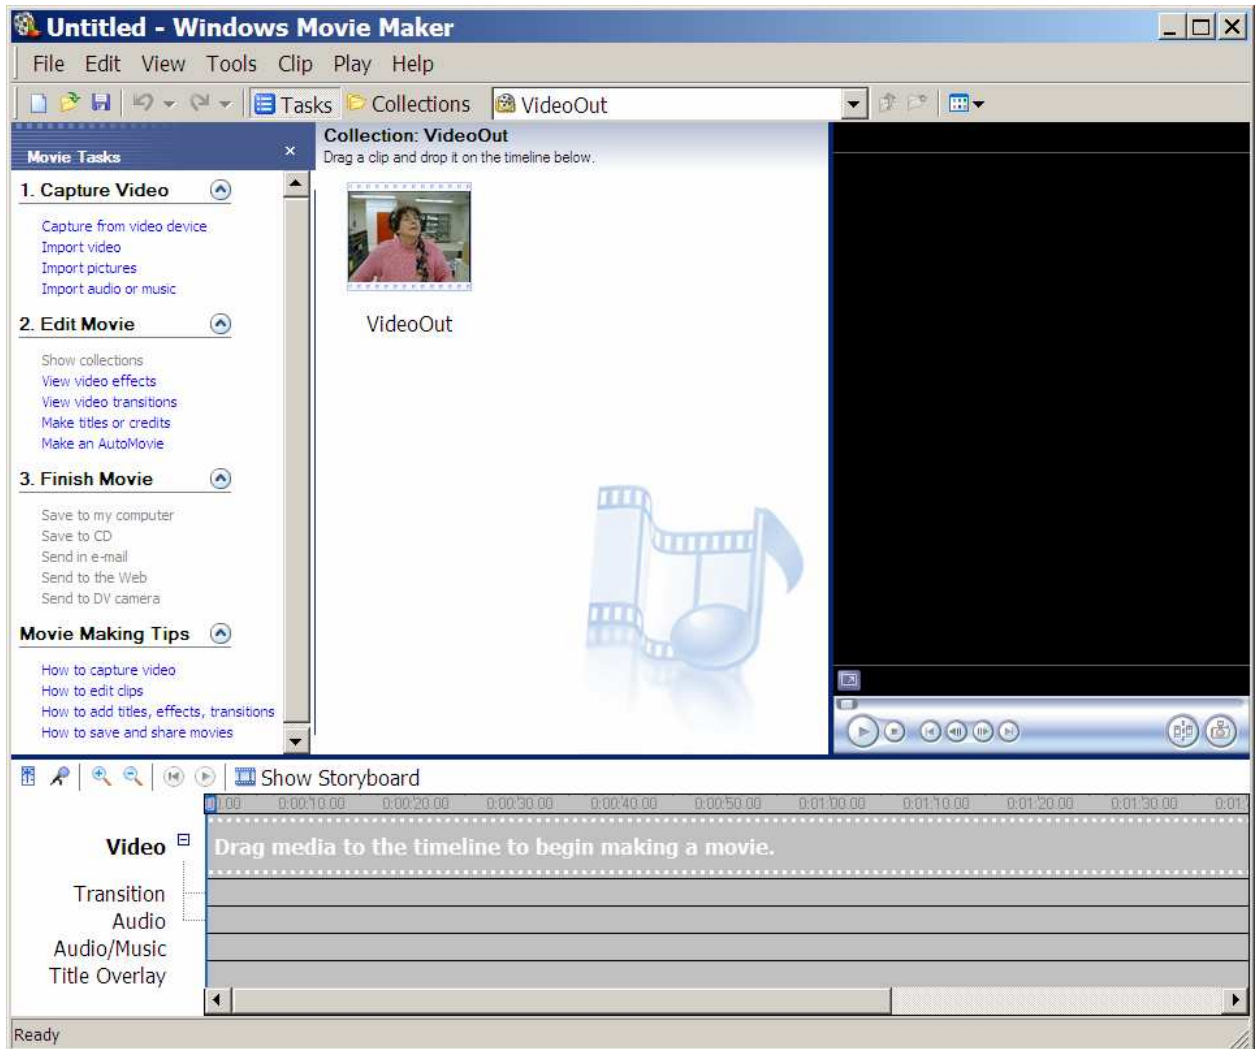 Untitled - Windows Movie Maker
File Edit View Tools Clip Play Help
Tasks Collections VideoOut
Movie Tasks
Collection: VideoOut
Drag a clip and drop it on the timeline below.
1. Capture Video
Capture from video device
Import video
Import pictures
Import audio or music
2. Edit Movie
Show collections
View video effects
View video transitions
Make titles or credits
Make an AutoMovie
3. Finish Movie
Save to my computer
Save to CD
Send in e-mail
Send to the Web
Send to DV camera
Movie Making Tips
How to capture video
How to edit clips
How to add titles, effects, transitions
How to save and share movies
VideoOut
Show Storyboard
0:00:10.00 0:00:20.00 0:00:30.00 0:00:40.00 0:00:50.00 0:01:00.00 0:01:10.00 0:01:20.00 0:01:30.00
Video
Drag media to the timeline to begin making a movie.
Transition
Audio
Audio/Music
Title Overlay
Ready